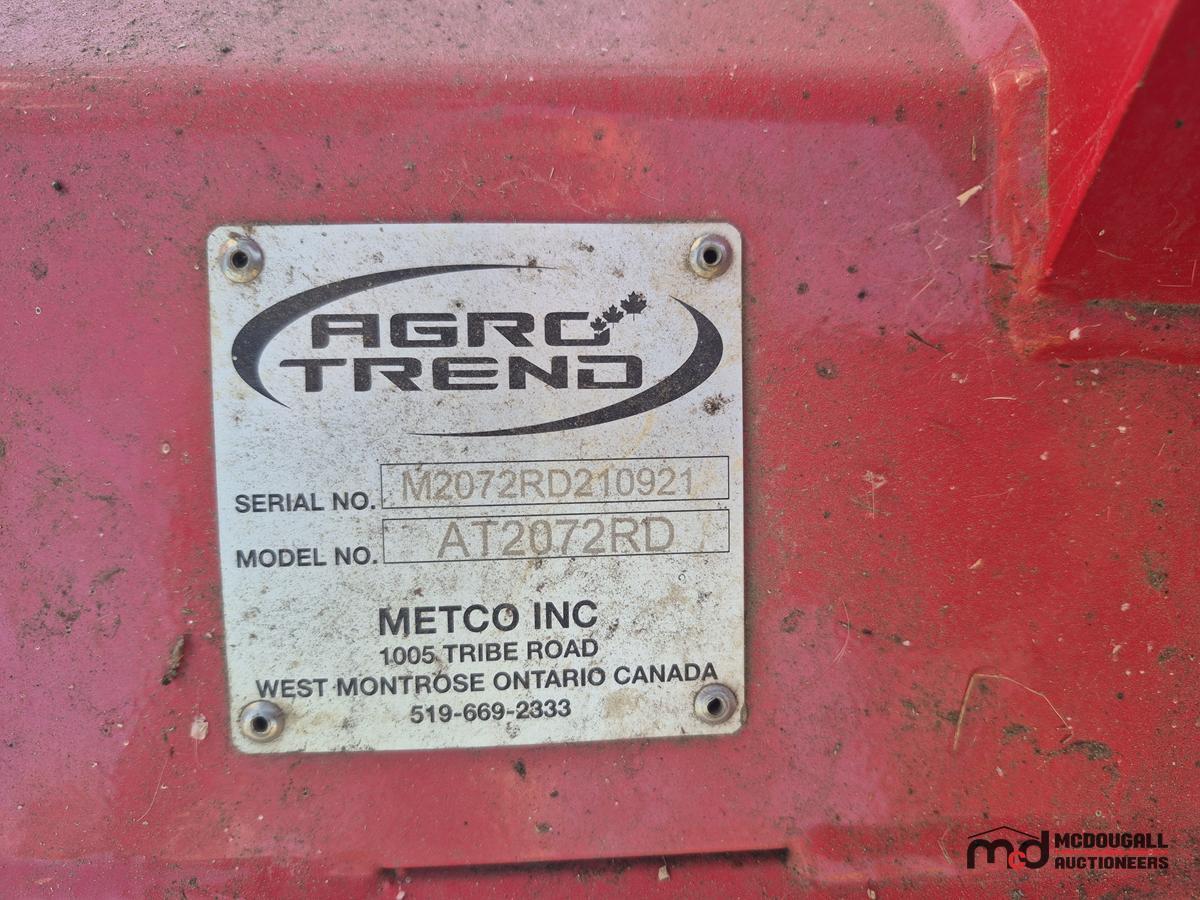 AGRO
TREND
SERIAL NO. M2072RD210921
MODEL NO. AT2072RD
METCO INC
1005 TRIBE ROAD
WEST MONTROSE ONTARIO CANADA
519-669-2333
mcd MCDOUGALL
AUCTIONEERS